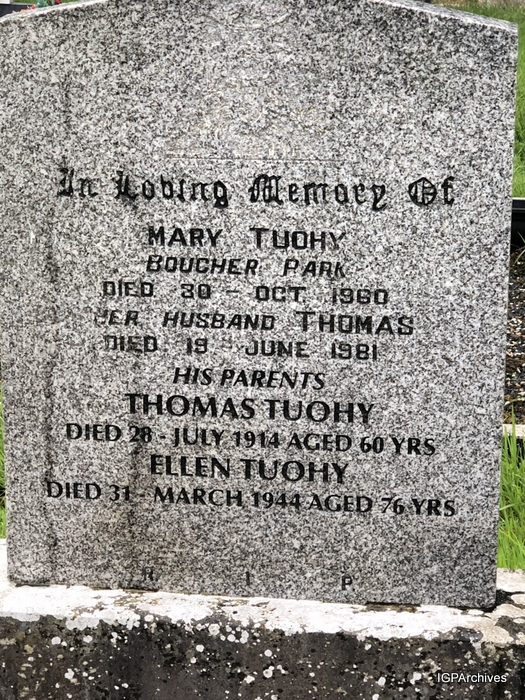 In Loving Memory Of
MARY TUOHY
BOUCHER PARK
DIED 30 - OCT 1960
HER HUSBAND THOMAS
DIED 19 - JUNE 1981
HIS PARENTS
THOMAS TUOHY
DIED 28 - JULY 1914 AGED 60 YRS
ELLEN TUOHY
DIED 31 - MARCH 1944 AGED 76 YRS
R I P
IGPArchives